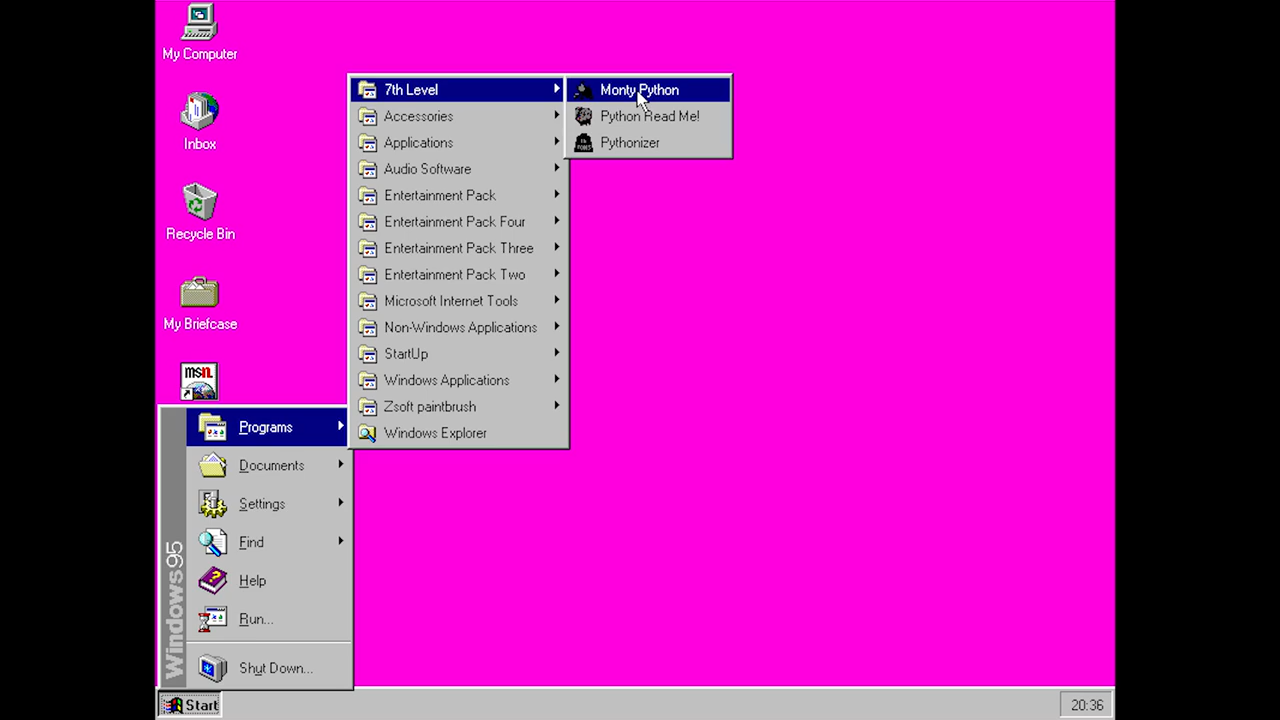 My Computer
Inbox
Recycle Bin
My Briefcase
msn
7th Level
Accessories
Applications
Audio Software
Entertainment Pack
Entertainment Pack Four
Entertainment Pack Three
Entertainment Pack Two
Microsoft Internet Tools
Non-Windows Applications
StartUp
Windows Applications
Zsoft paintbrush
Windows Explorer
Monty Python
Python Read Me!
Pythonizer
Programs
Documents
Settings
Find
Help
Run...
Shut Down...
Windows95
Start
20:36